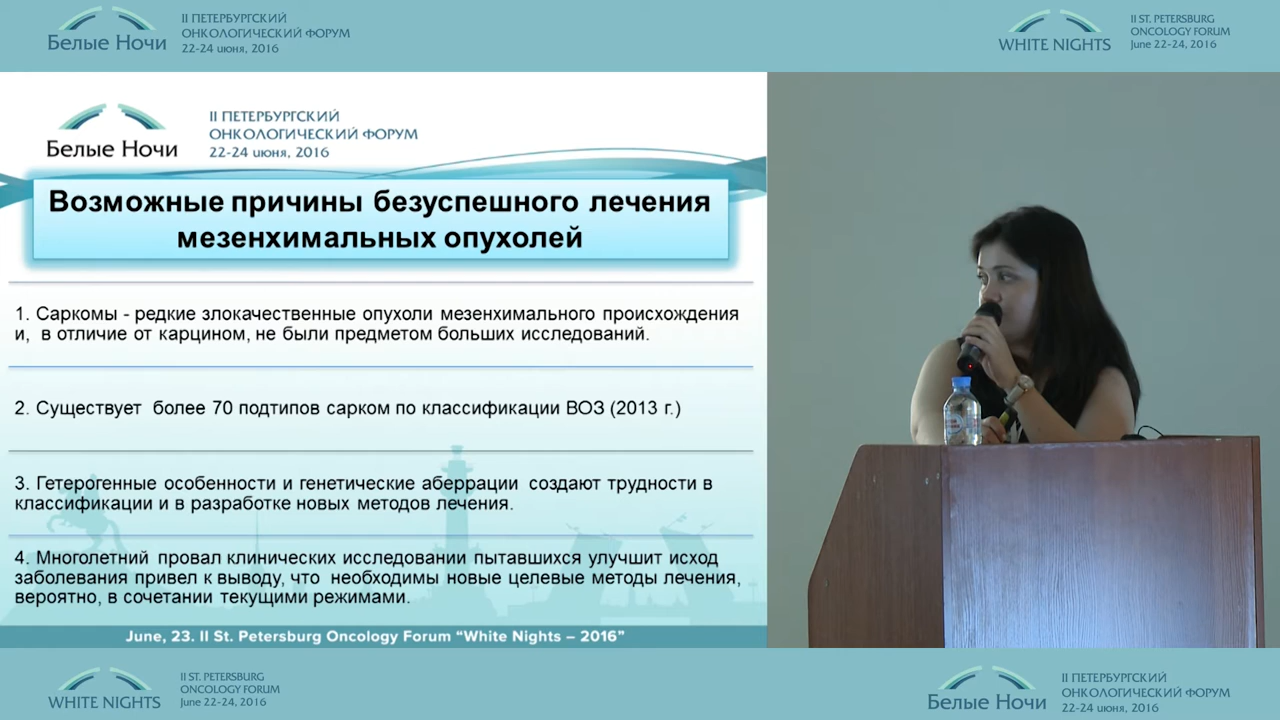 Белые Ночи
II ПЕТЕРБУРГСКИЙ
ОНКОЛОГИЧЕСКИЙ ФОРУМ
22-24 июня, 2016
WHITE NIGHTS
II ST. PETERSBURG
ONCOLOGY FORUM
June 22-24, 2016
Белые Ночи
II ПЕТЕРБУРГСКИЙ
ОНКОЛОГИЧЕСКИЙ ФОРУМ
22-24 июня, 2016
Возможные причины безуспешного лечения
мезенхимальных опухолей
1. Саркомы - редкие злокачественные опухоли мезенхимального происхождения
и, в отличие от карцином, не были предметом больших исследований.
2. Существует более 70 подтипов сарком по классификации ВОЗ (2013 г.)
3. Гетерогенные особенности и генетические аберрации создают трудности в
классификации и в разработке новых методов лечения.
4. Многолетний провал клинических исследовании пытавшихся улучшит исход
заболевания привел к выводу, что необходимы новые целевые методы лечения,
вероятно, в сочетании текущими режимами.
June, 23. II St. Petersburg Oncology Forum “White Nights – 2016”
WHITE NIGHTS
II ST. PETERSBURG
ONCOLOGY FORUM
June 22-24, 2016
Белые Ночи
II ПЕТЕРБУРГСКИЙ
ОНКОЛОГИЧЕСКИЙ ФОРУМ
22-24 июня, 2016